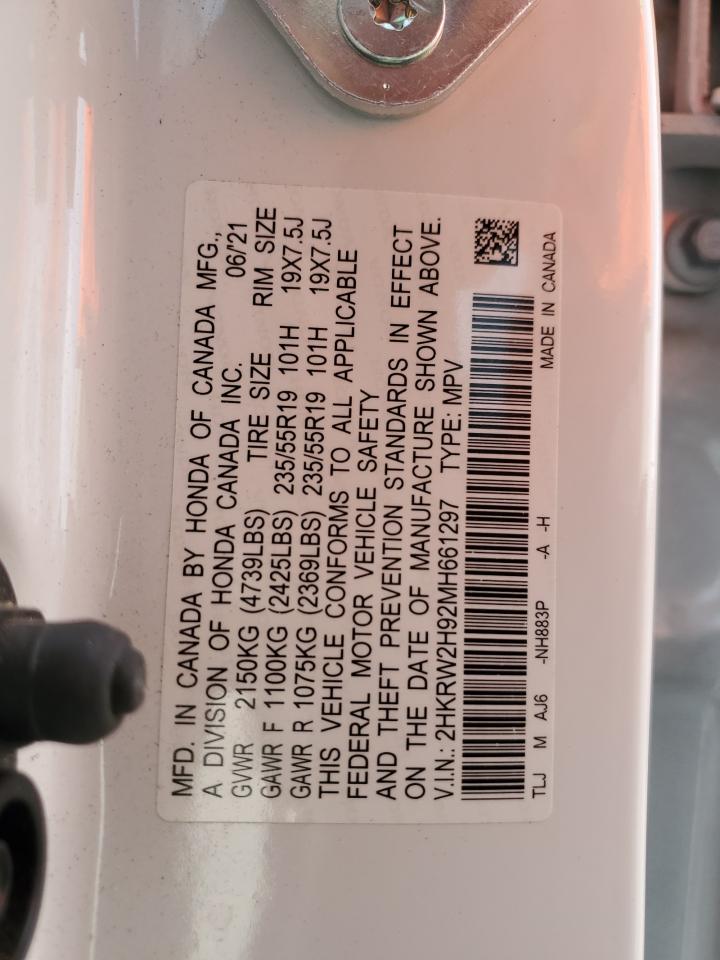 MFD. IN CANADA BY HONDA OF CANADA MFG.,
A DIVISION OF HONDA CANADA INC. 06/'21
GVWR 2150KG (4739LBS) TIRE SIZE RIM SIZE
GAWR F 1100KG (2425LBS) 235/55R19 101H 19X7.5J
GAWR R 1075KG (2369LBS) 235/55R19 101H 19X7.5J
THIS VEHICLE CONFORMS TO ALL APPLICABLE
FEDERAL MOTOR VEHICLE SAFETY
AND THEFT PREVENTION STANDARDS IN EFFECT
ON THE DATE OF MANUFACTURE SHOWN ABOVE.
V.I.N.: 2HKRW2H92MH661297 TYPE: MPV
TLJ M AJ6 -NH883P -A -H MADE IN CANADA